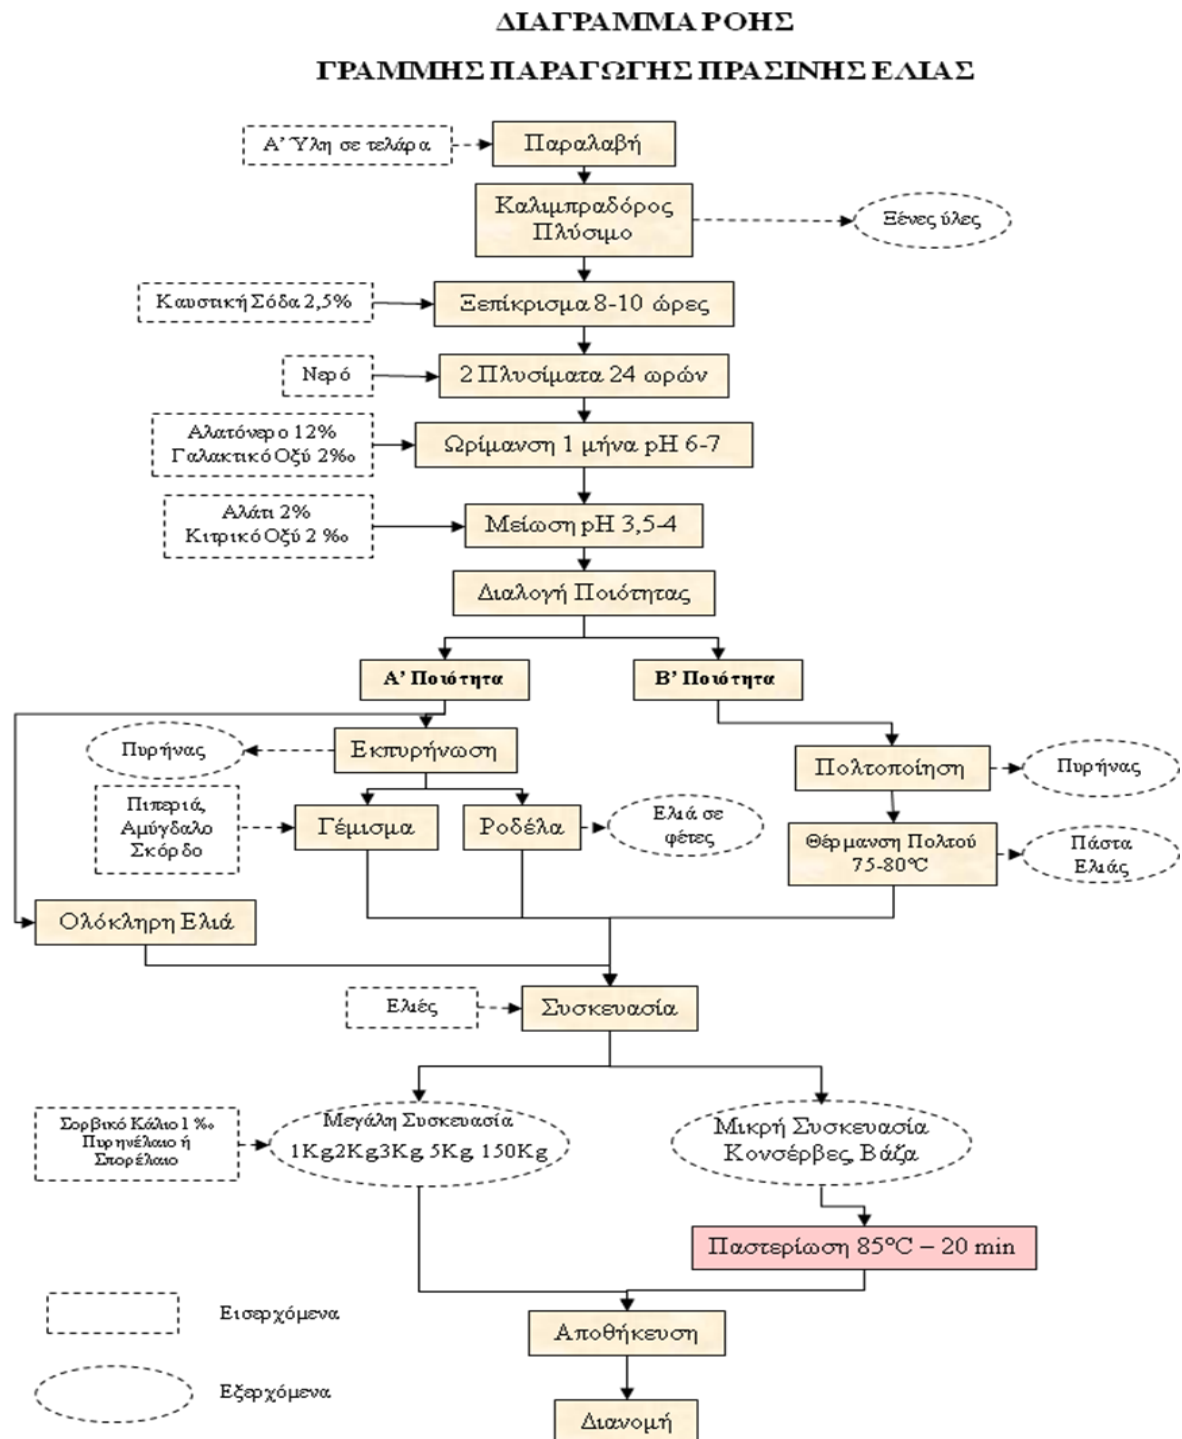 ΔΙΑΓΡΑΜΜΑ ΡΟΗΣ
ΓΡΑΜΜΗΣ ΠΑΡΑΓΩΓΗΣ ΠΡΑΣΙΝΗΣ ΕΛΙΑΣ
Α’ Ύλη σε τελάρα
Παραλαβή
Καλιμπραδόρος
Πλύσιμο
Ξένες ύλες
Καυστική Σόδα 2,5%
Ξεπίκρισμα 8-10 ώρες
Νερό
2 Πλυσίματα 24 ωρών
Αλατόνερο 12%
Γαλακτικό Οξύ 2‰
Ωρίμανση 1 μήνα pH 6-7
Αλάτι 2%
Κιτρικό Οξύ 2 ‰
Μείωση pH 3,5-4
Διαλογή Ποιότητας
Α’ Ποιότητα
Β’ Ποιότητα
Πυρήνας
Εκπυρήνωση
Πολτοποίηση
Πυρήνας
Πιπεριά,
Αμύγδαλο
Σκόρδο
Γέμισμα
Ροδέλα
Ελιά σε
φέτες
Θέρμανση Πολτού
75-80°C
Πάστα
Ελιάς
Ολόκληρη Ελιά
Ελιές
Συσκευασία
Σορβικό Κάλιο 1 ‰
Πυρηνέλαιο ή
Σπορέλαιο
Μεγάλη Συσκευασία
1Kg,2Kg,3Kg, 5Kg, 150Kg
Μικρή Συσκευασία
Κονσέρβες, Βάζα
Παστερίωση 85°C – 20 min
Εισερχόμενα
Αποθήκευση
Εξερχόμενα
Διανομή